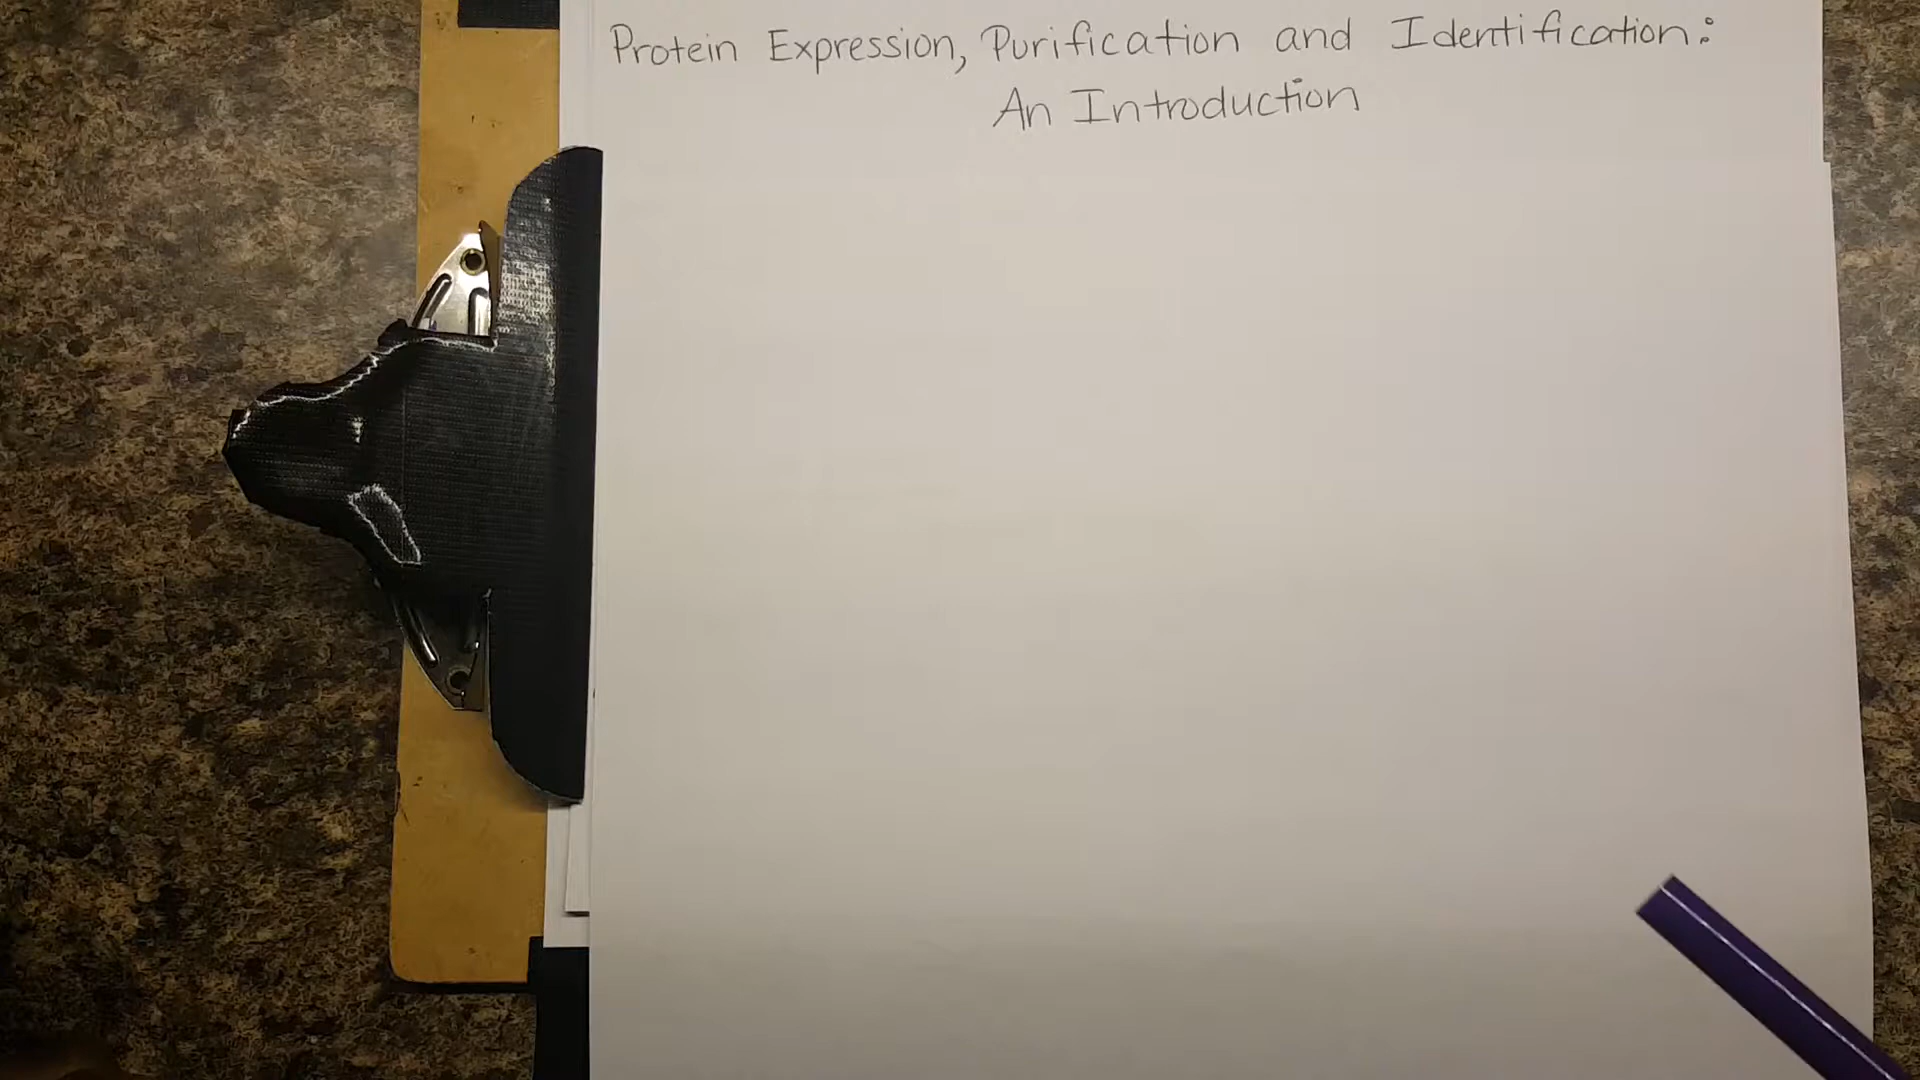 Protein Expression, Purification and Identification:
An Introduction